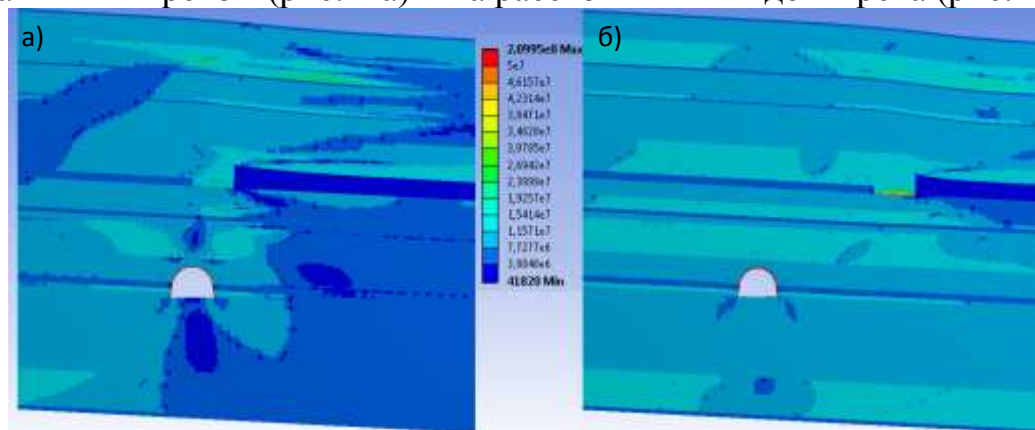 а)
б)
2,0995e8 Max
5e7
4,6157e7
4,2314e7
3,8471e7
3,4628e7
3,0785e7
2,6942e7
2,3099e7
1,9257e7
1,5414e7
1,1571e7
7,7277e6
3,8848e6
41820 Min